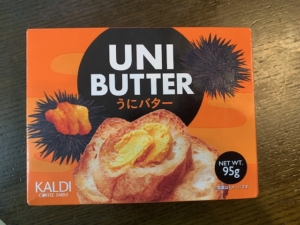 UNI
BUTTER
うにバター
NET WT.
95g
KALDI
COFFEE FARM